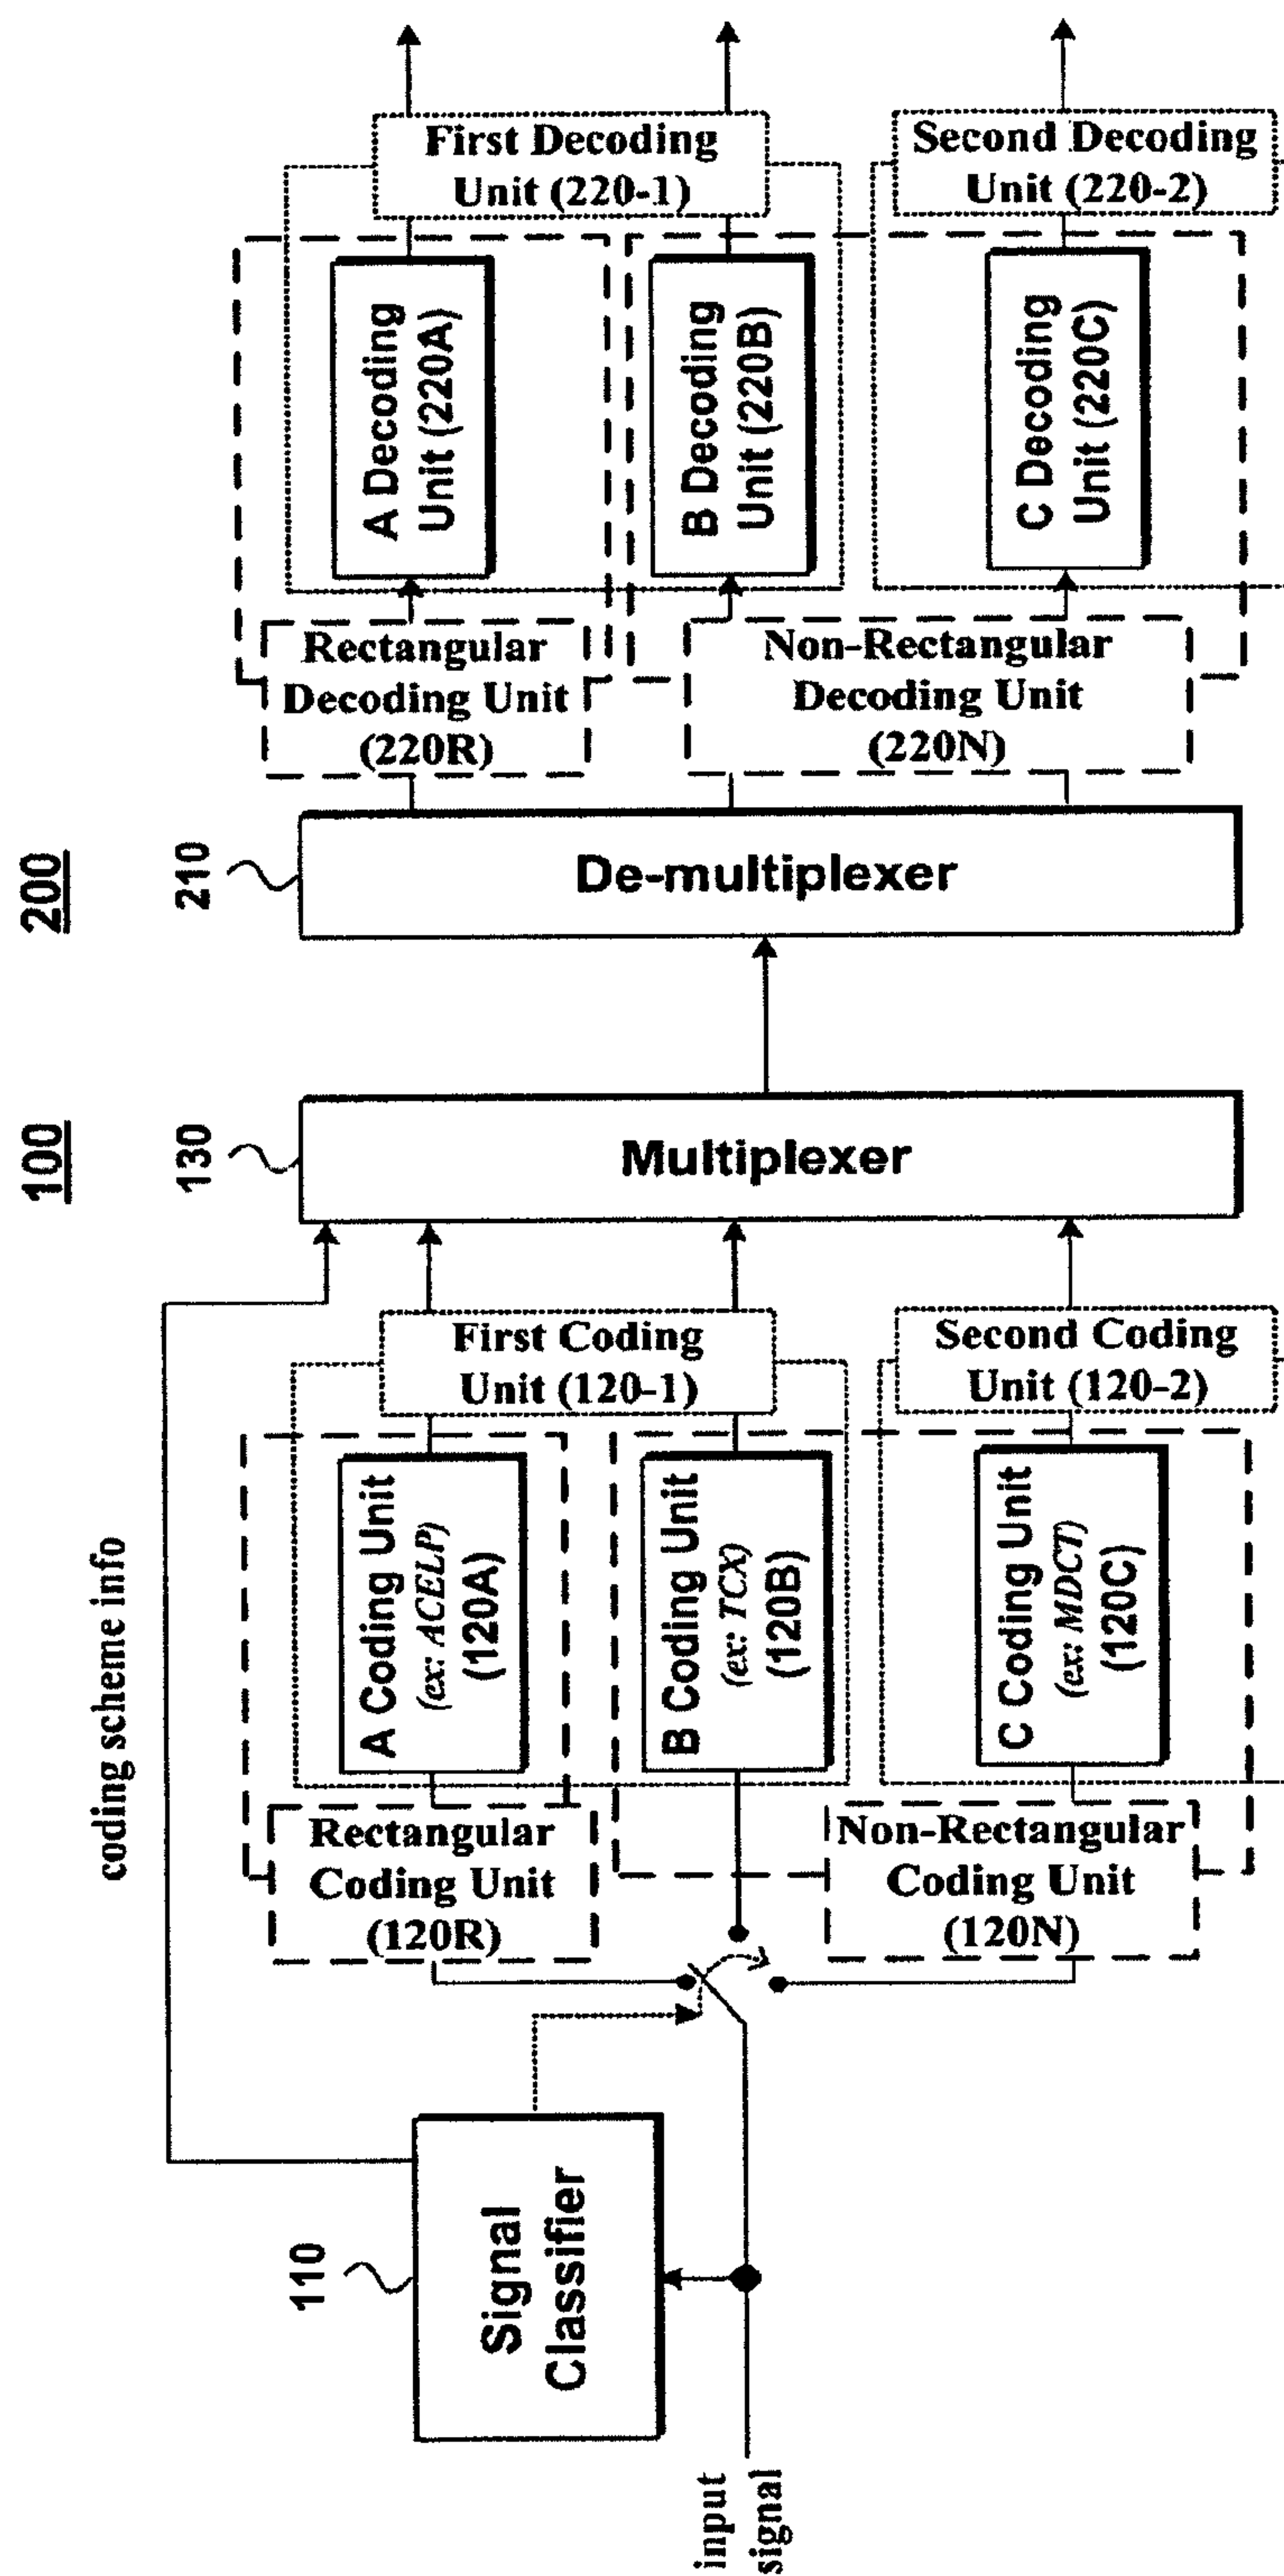 100
200
coding scheme info
110
Signal
Classifier
input
signal
Rectangular
Coding Unit
(120R)
A Coding Unit
(ex: ACELP)
(120A)
B Coding Unit
(ex: TCX)
(120B)
Non-Rectangular
Coding Unit
(120N)
C Coding Unit
(ex: MDCT)
(120C)
First Coding
Unit (120-1)
Second Coding
Unit (120-2)
130
Multiplexer
210
De-multiplexer
Rectangular
Decoding Unit
(220R)
Non-Rectangular
Decoding Unit
(220N)
A Decoding
Unit (220A)
B Decoding
Unit (220B)
C Decoding
Unit (220C)
First Decoding
Unit (220-1)
Second Decoding
Unit (220-2)